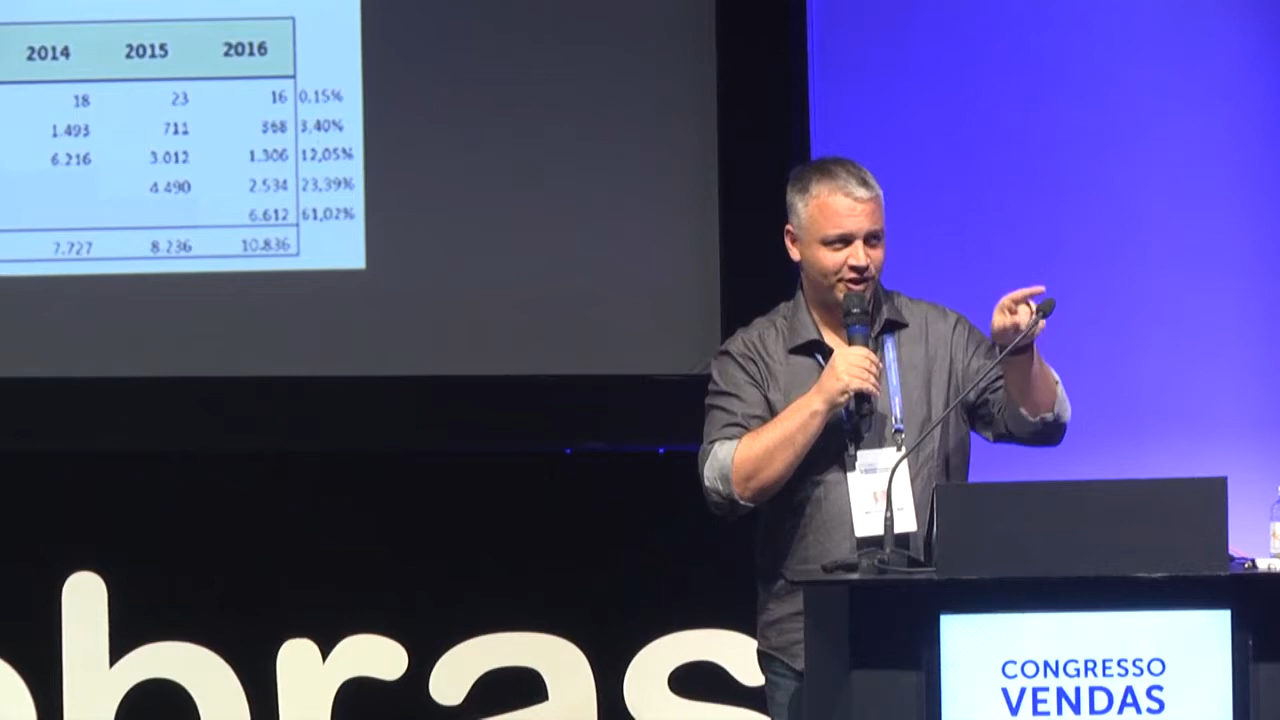 2014 2015 2016
18 23 16 0,15%
1.493 711 368 3,40%
6.216 3.012 1.306 12,05%
4.490 2.534 23,39%
6.612 61,02%
7.727 8.236 10.836
bras
CONGRESSO
VENDAS